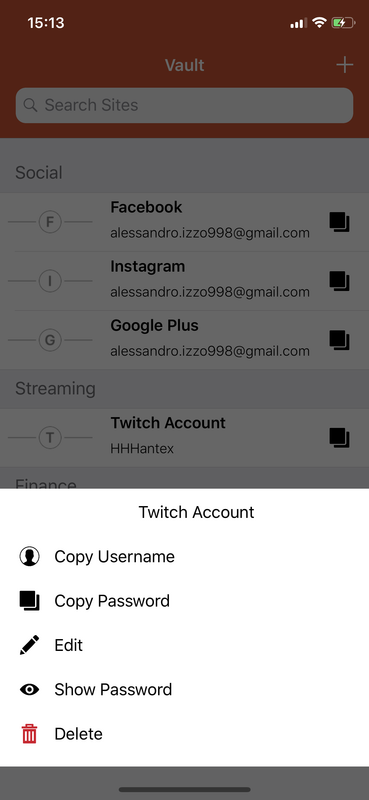 15:13
Vault
Search Sites
Social
F
Facebook
alessandro.izzo998@gmail.com
I
Instagram
alessandro.izzo998@gmail.com
G
Google Plus
alessandro.izzo998@gmail.com
Streaming
T
Twitch Account
HHHantex
Finance
Twitch Account
Copy Username
Copy Password
Edit
Show Password
Delete